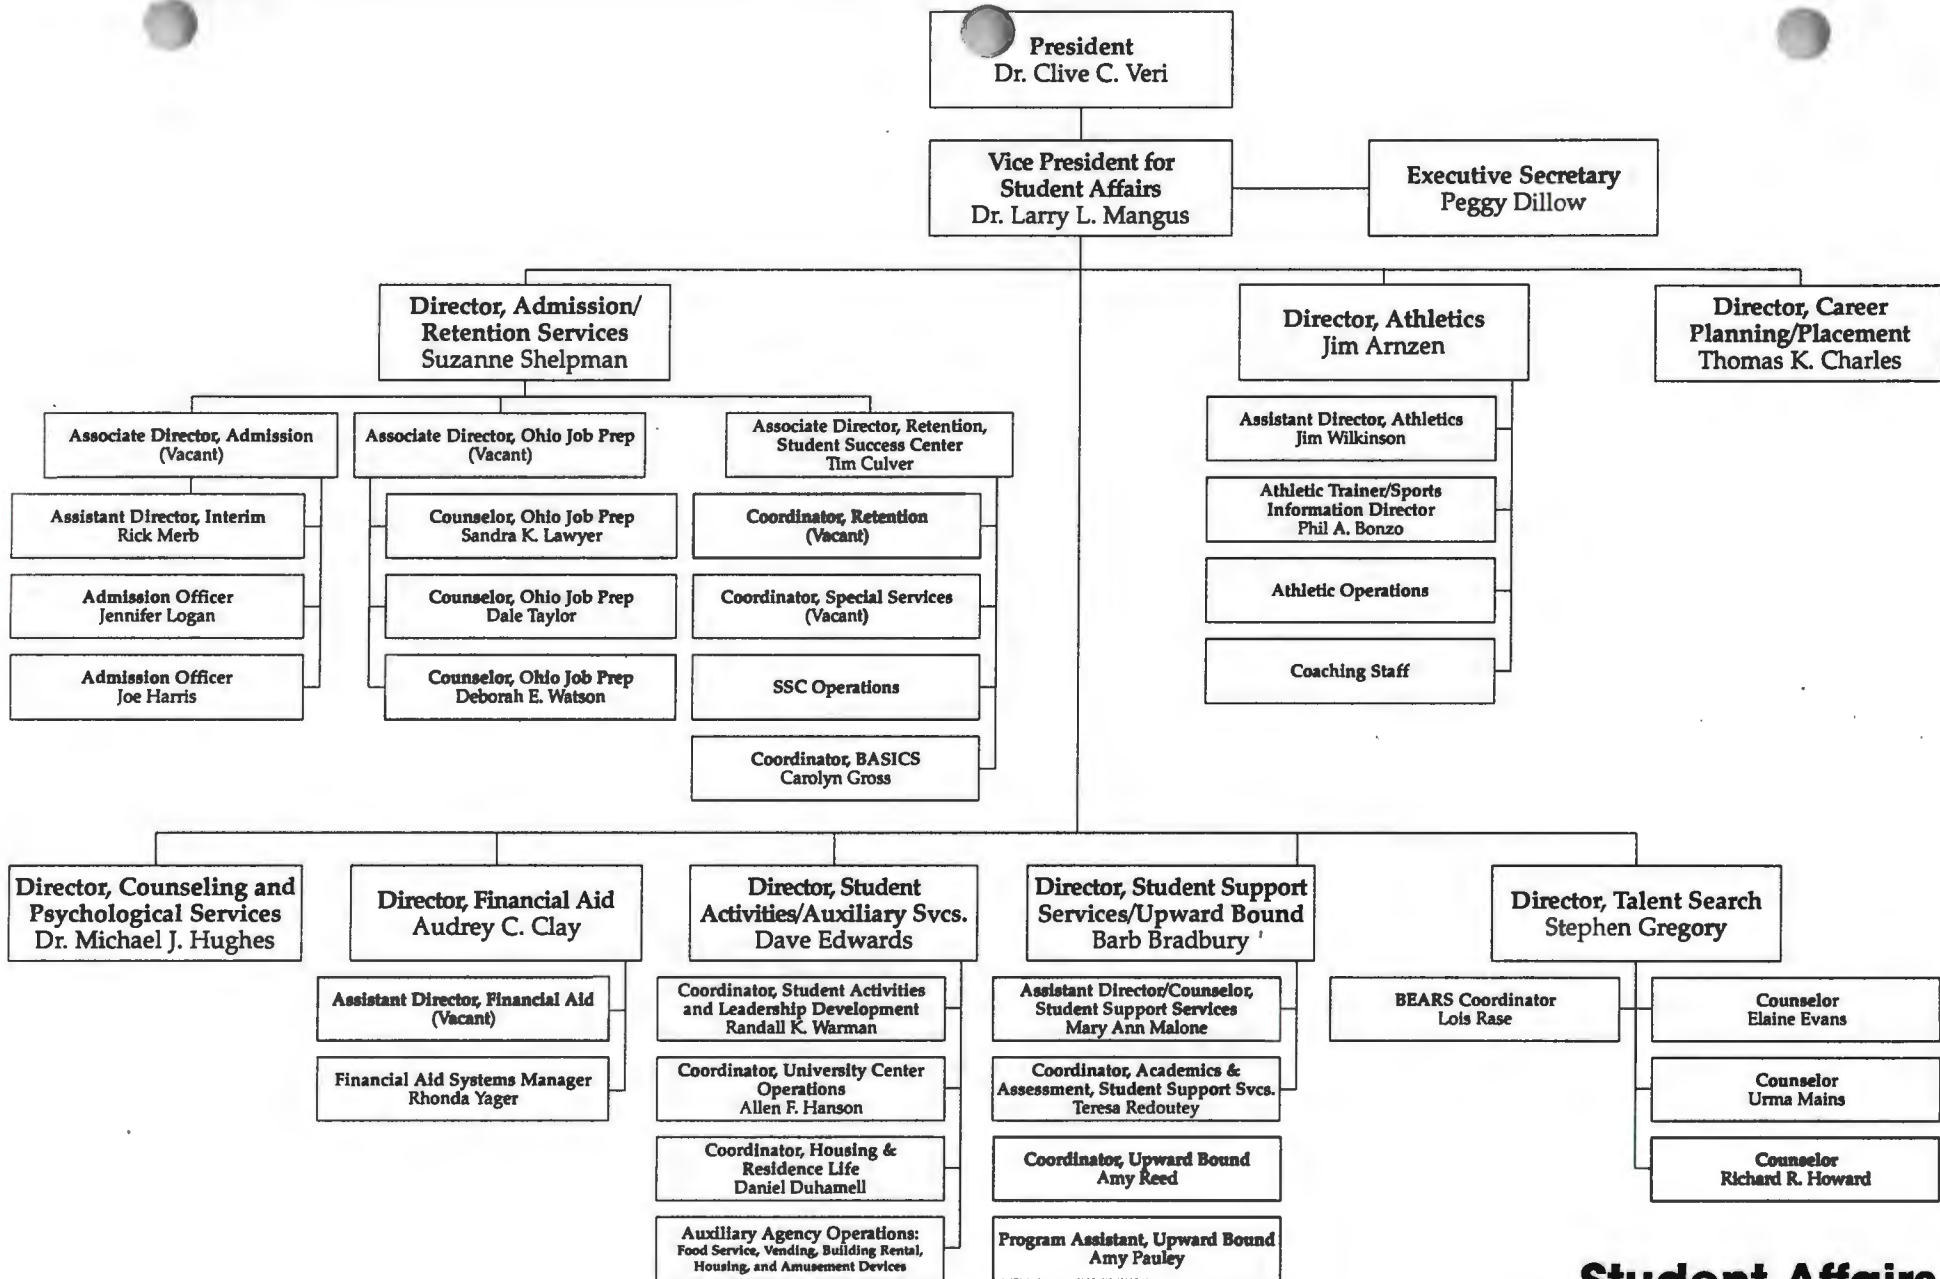 President
Dr. Clive C. Veri
Vice President for
Student Affairs
Dr. Larry L. Mangus
Executive Secretary
Peggy Dillow
Director, Admission/
Retention Services
Suzanne Shelpman
Director, Athletics
Jim Arnzen
Director, Career
Planning/Placement
Thomas K. Charles
Associate Director, Admission
(Vacant)
Assistant Director, Interim
Rick Merb
Admission Officer
Jennifer Logan
Admission Officer
Joe Harris
Associate Director, Ohio Job Prep
(Vacant)
Counselor, Ohio Job Prep
Sandra K. Lawyer
Counselor, Ohio Job Prep
Dale Taylor
Counselor, Ohio Job Prep
Deborah E. Watson
Associate Director, Retention,
Student Success Center
Tim Culver
Coordinator, Retention
(Vacant)
Coordinator, Special Services
(Vacant)
SSC Operations
Coordinator, BASICS
Carolyn Gross
Assistant Director, Athletics
Jim Wilkinson
Athletic Trainer/Sports
Information Director
Phil A. Bonzo
Athletic Operations
Coaching Staff
Director, Counseling and
Psychological Services
Dr. Michael J. Hughes
Director, Financial Aid
Audrey C. Clay
Assistant Director, Financial Aid
(Vacant)
Financial Aid Systems Manager
Rhonda Yager
Director, Student
Activities/Auxiliary Svcs.
Dave Edwards
Coordinator, Student Activities
and Leadership Development
Randall K. Warman
Coordinator, University Center
Operations
Allen F. Hanson
Coordinator, Housing &
Residence Life
Daniel Duhamell
Auxiliary Agency Operations:
Food Service, Vending, Building Rental,
Housing, and Amusement Devices
Director, Student Support
Services/Upward Bound
Barb Bradbury
Assistant Director/Counselor,
Student Support Services
Mary Ann Malone
Coordinator, Academics &
Assessment, Student Support Svcs.
Teresa Redoutey
Coordinator, Upward Bound
Amy Reed
Program Assistant, Upward Bound
Amy Pauley
Director, Talent Search
Stephen Gregory
BEARS Coordinator
Lois Rase
Counselor
Elaine Evans
Counselor
Urma Mains
Counselor
Richard R. Howard
Student Affairs